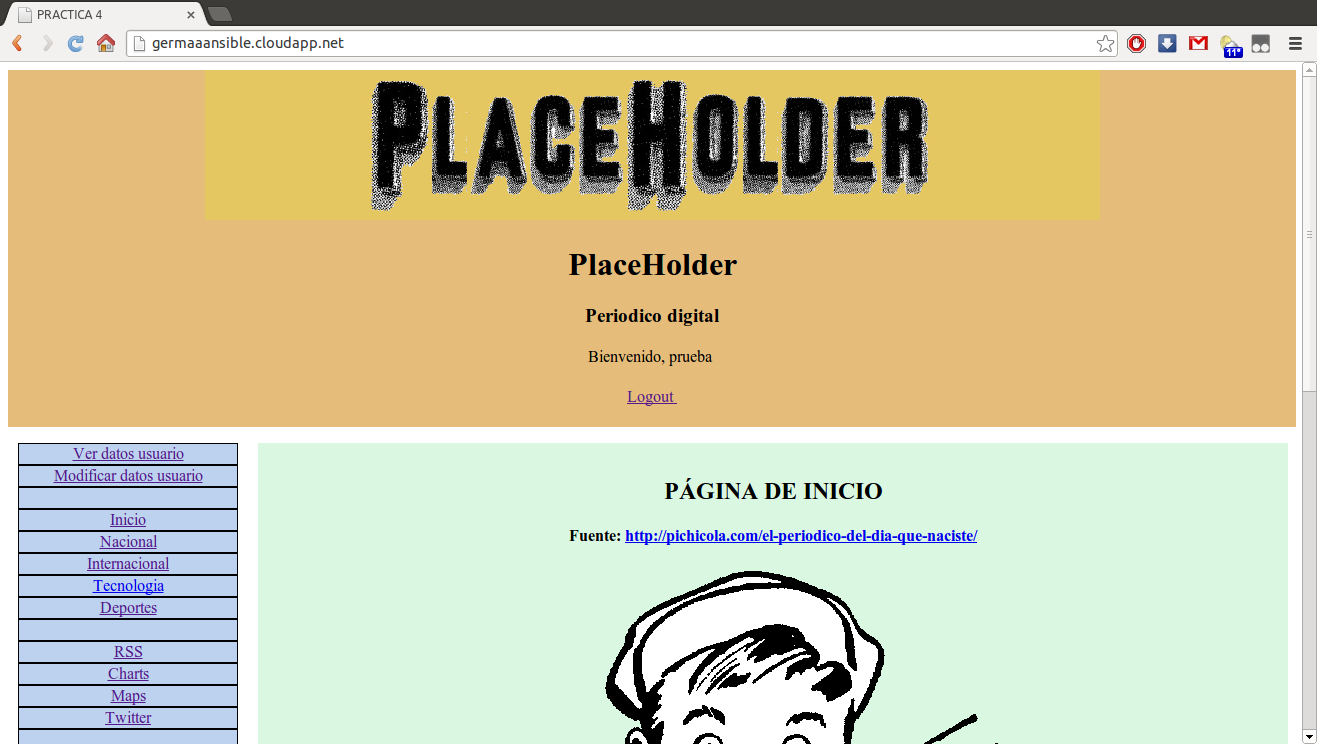 PRACTICA 4
germaaansible.cloudapp.net
11°
PLACEHOLDER
PlaceHolder
Periodico digital
Bienvenido, prueba
Logout
Ver datos usuario
Modificar datos usuario
Inicio
Nacional
Internacional
Tecnologia
Deportes
RSS
Charts
Maps
Twitter
PÁGINA DE INICIO
Fuente: http://pichicola.com/el-periodico-del-dia-que-naciste/